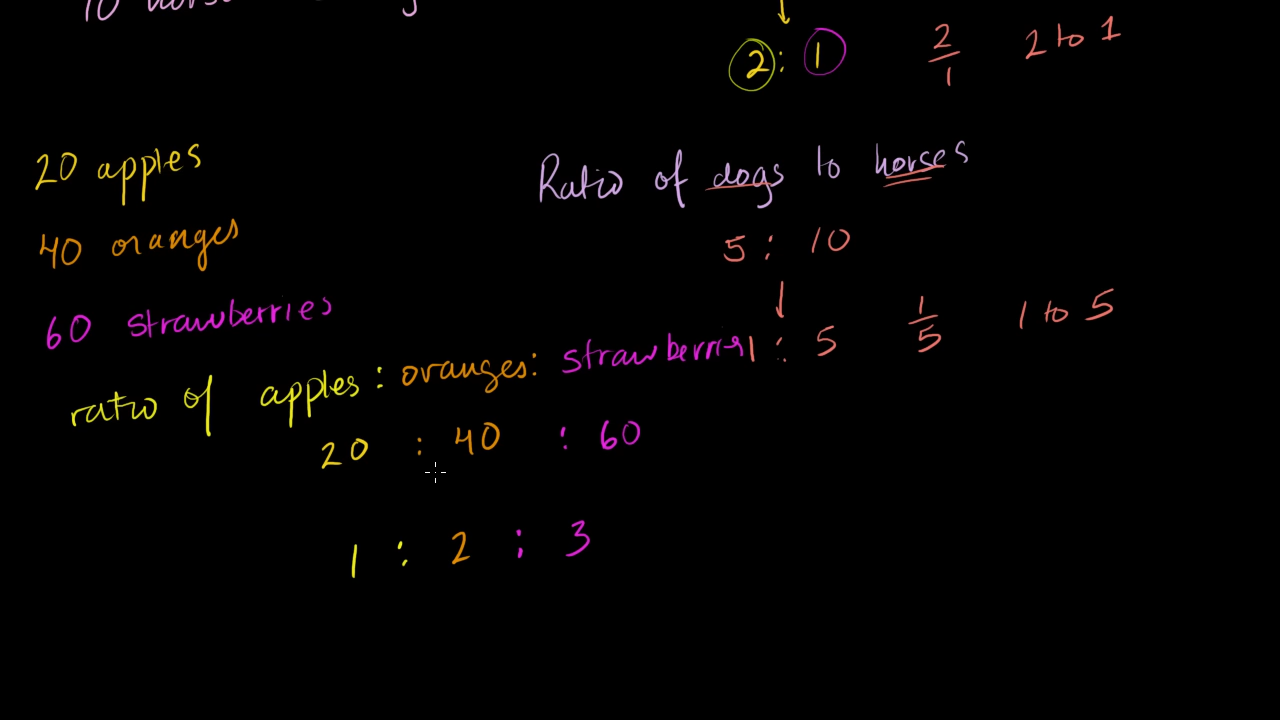 10
2 : 1
2/1
2 to 1
20 apples
40 oranges
60 strawberries
Ratio of dogs to horses
5 : 10
1 : 5
1/5
1 to 5
ratio of apples : oranges : strawberries
20 : 40 : 60
1 : 2 : 3